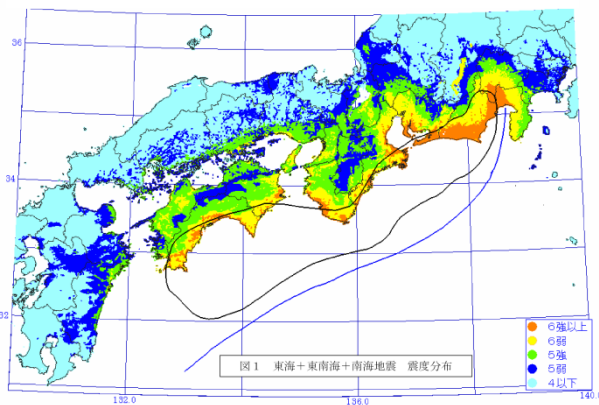 36
34
32
132.0
136.0
140.0
6強以上
6弱
5強
5弱
4以下
図1 東海+東南海+南海地震 震度分布